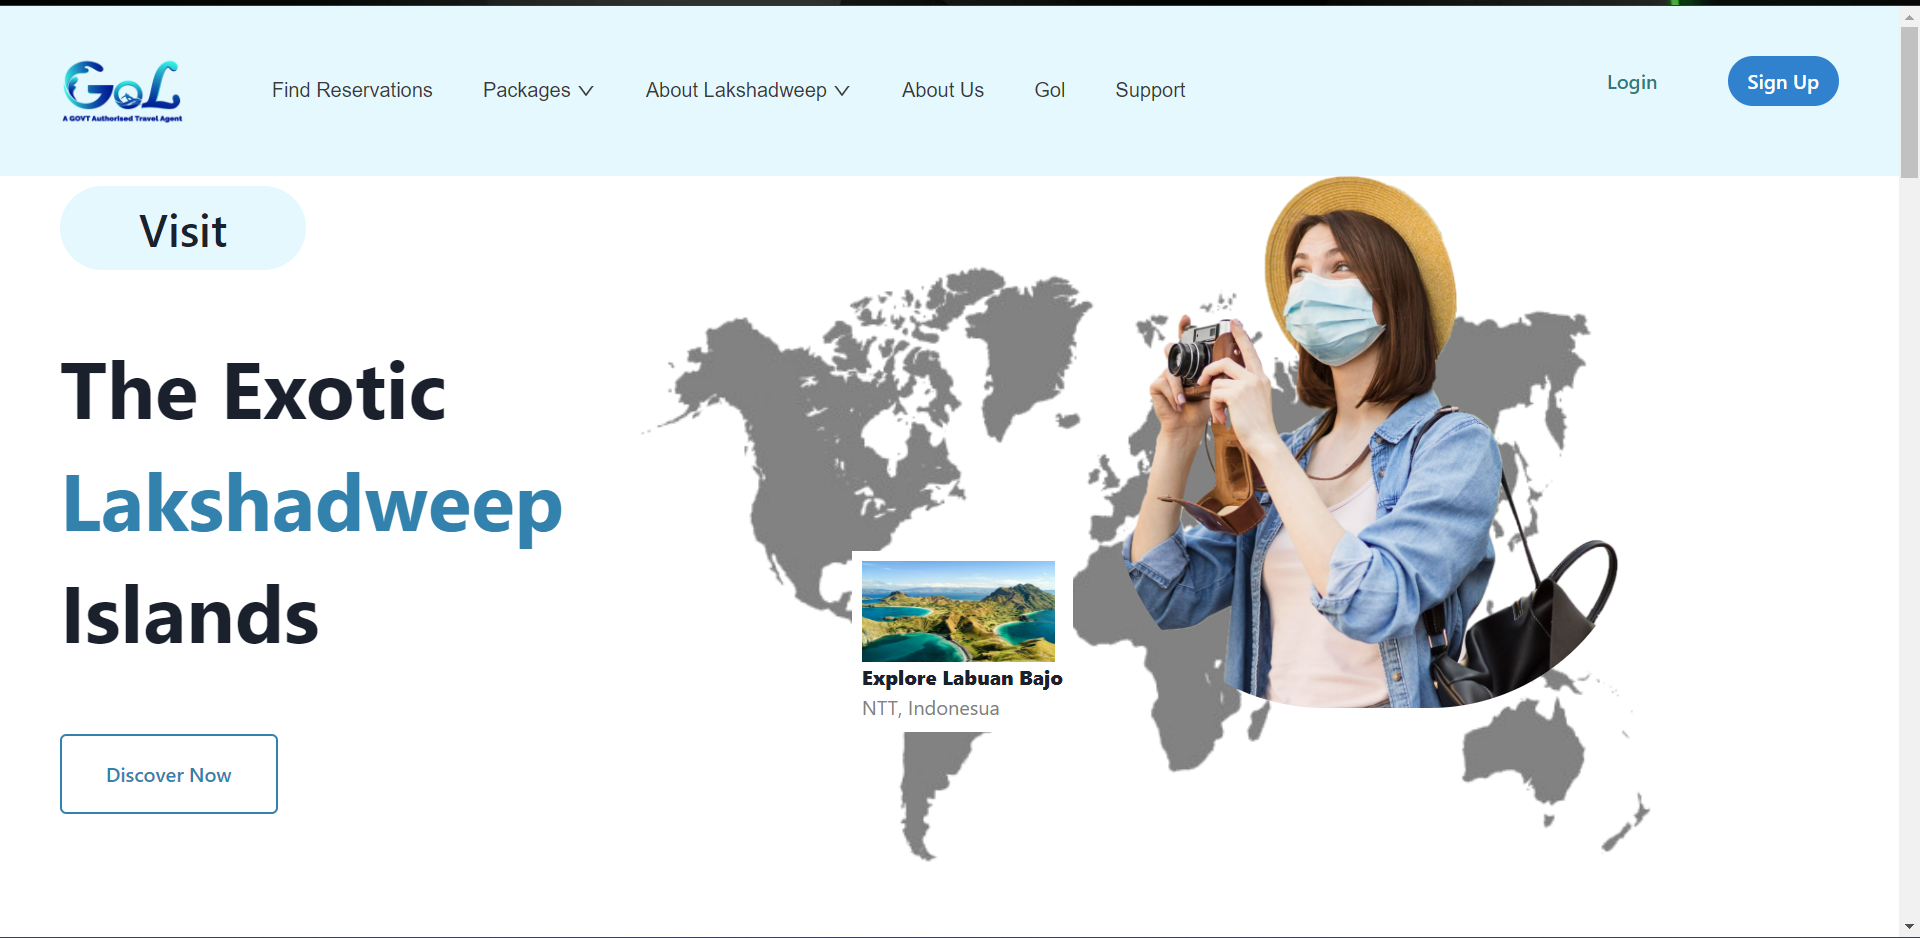 GoL
A GOVT Authorised Travel Agent
Find Reservations
Packages
About Lakshadweep
About Us
Gol
Support
Login
Sign Up
Visit
The Exotic
Lakshadweep
Islands
Explore Labuan Bajo
NTT, Indonesua
Discover Now